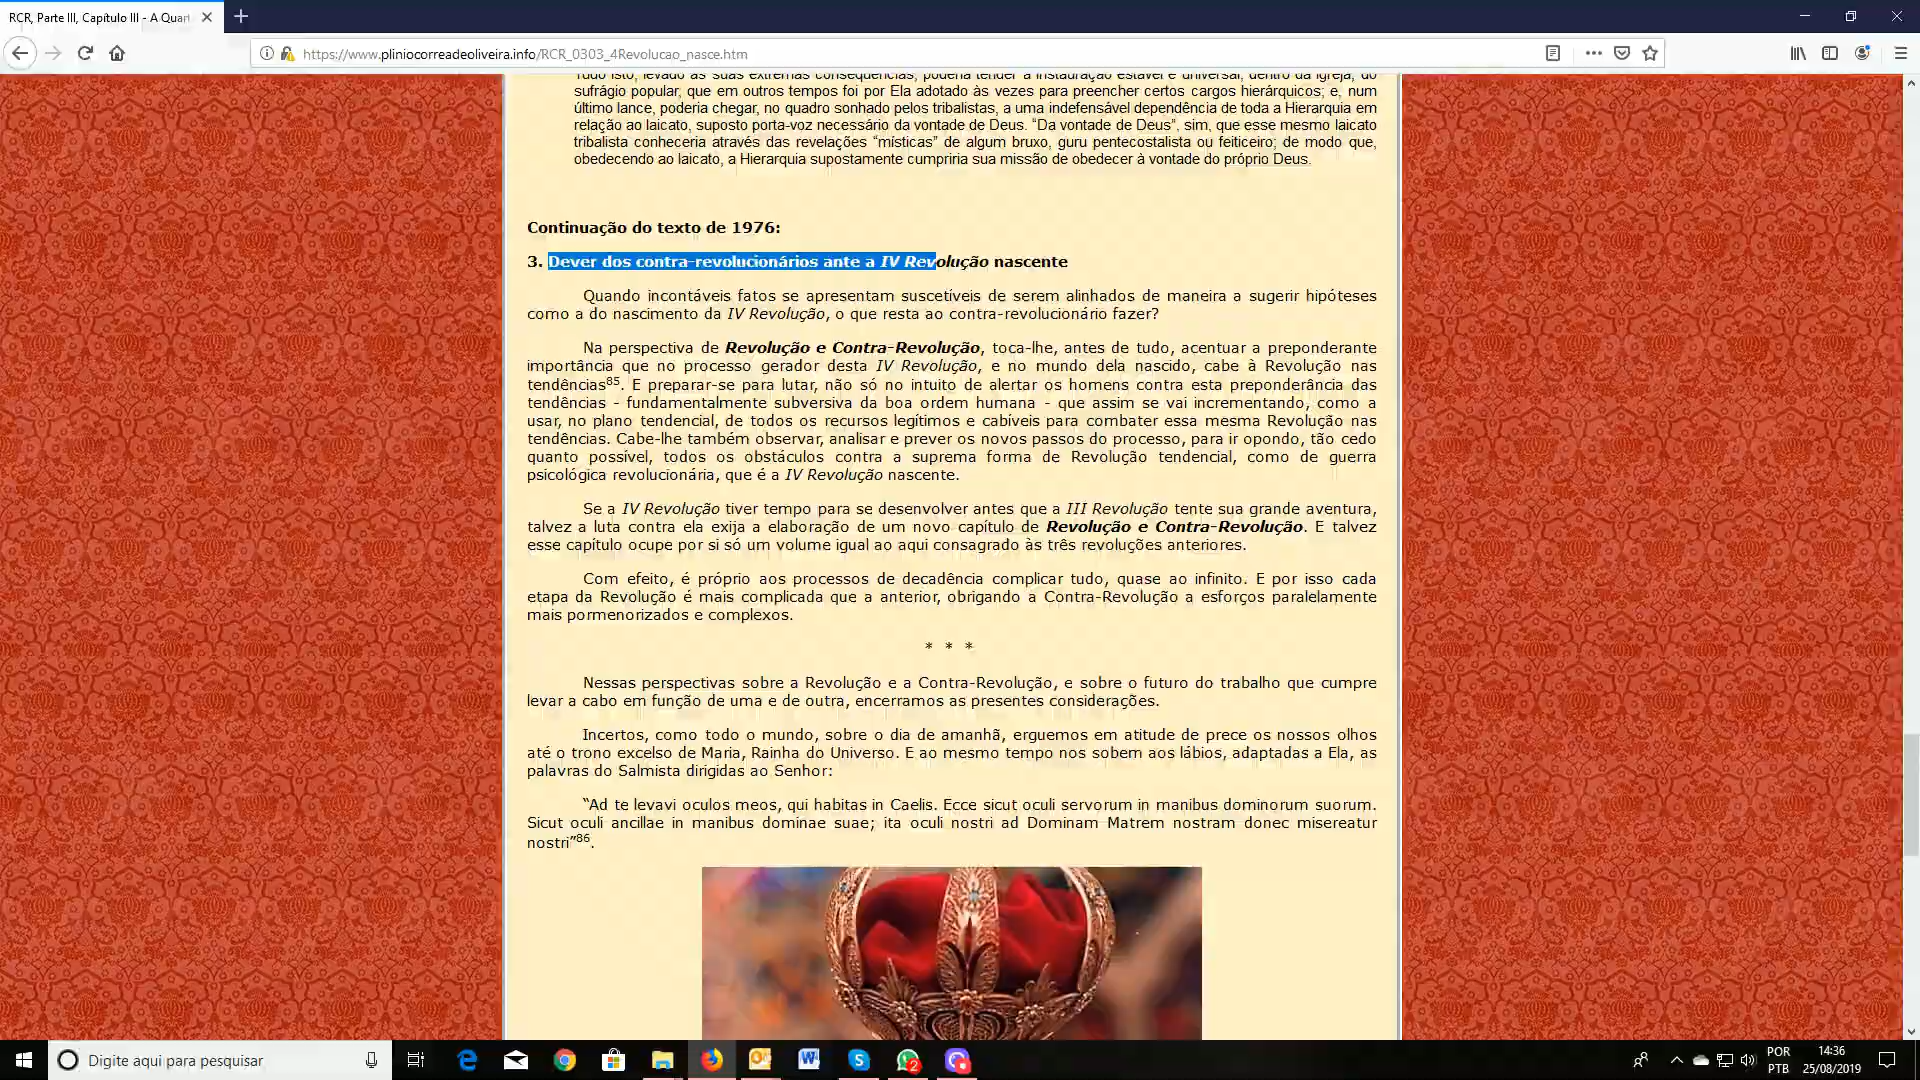 RCR, Parte III, Capítulo III - A Quart
https://www.pliniocorreadeoliveira.info/RCR_0303_4Revolucao_nasce.htm
Tudo isto, levado às suas extremas conseqüências, poderia tender à instauração estável e universal, dentro da Igreja, do
sufrágio popular, que em outros tempos foi por Ela adotado às vezes para preencher certos cargos hierárquicos; e, num
último lance, poderia chegar, no quadro sonhado pelos tribalistas, a uma indefensável dependência de toda a Hierarquia em
relação ao laicato, suposto porta-voz necessário da vontade de Deus. “Da vontade de Deus”, sim, que esse mesmo laicato
tribalista conheceria através das revelações “místicas” de algum bruxo, guru pentecostalista ou feiticeiro; de modo que,
obedecendo ao laicato, a Hierarquia supostamente cumpriria sua missão de obedecer à vontade do próprio Deus.
Continuação do texto de 1976:
3. Dever dos contra-revolucionários ante a IV Revolução nascente
Quando incontáveis fatos se apresentam suscetíveis de serem alinhados de maneira a sugerir hipóteses
como a do nascimento da IV Revolução, o que resta ao contra-revolucionário fazer?
Na perspectiva de Revolução e Contra-Revolução, toca-lhe, antes de tudo, acentuar a preponderante
importância que no processo gerador desta IV Revolução, e no mundo dela nascido, cabe à Revolução nas
tendências85. E preparar-se para lutar, não só no intuito de alertar os homens contra esta preponderância das
tendências - fundamentalmente subversiva da boa ordem humana - que assim se vai incrementando, como a
usar, no plano tendencial, de todos os recursos legítimos e cabíveis para combater essa mesma Revolução nas
tendências. Cabe-lhe também observar, analisar e prever os novos passos do processo, para ir opondo, tão cedo
quanto possível, todos os obstáculos contra a suprema forma de Revolução tendencial, como de guerra
psicológica revolucionária, que é a IV Revolução nascente.
Se a IV Revolução tiver tempo para se desenvolver antes que a III Revolução tente sua grande aventura,
talvez a luta contra ela exija a elaboração de um novo capítulo de Revolução e Contra-Revolução. E talvez
esse capítulo ocupe por si só um volume igual ao aqui consagrado às três revoluções anteriores.
Com efeito, é próprio aos processos de decadência complicar tudo, quase ao infinito. E por isso cada
etapa da Revolução é mais complicada que a anterior, obrigando a Contra-Revolução a esforços paralelamente
mais pormenorizados e complexos.
* * *
Nessas perspectivas sobre a Revolução e a Contra-Revolução, e sobre o futuro do trabalho que cumpre
levar a cabo em função de uma e de outra, encerramos as presentes considerações.
Incertos, como todo o mundo, sobre o dia de amanhã, erguemos em atitude de prece os nossos olhos
até o trono excelso de Maria, Rainha do Universo. E ao mesmo tempo nos sobem aos lábios, adaptadas a Ela, as
palavras do Salmista dirigidas ao Senhor:
“Ad te levavi oculos meos, qui habitas in Caelis. Ecce sicut oculi servorum in manibus dominorum suorum.
Sicut oculi ancillae in manibus dominae suae; ita oculi nostri ad Dominam Matrem nostram donec misereatur
nostri”86.
Digite aqui para pesquisar
2
POR
PTB
14:36
25/08/2019